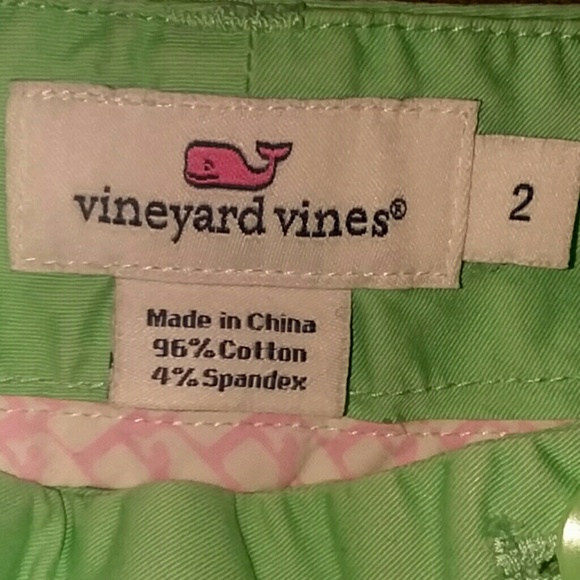 vineyard vines®
2
Made in China
96% Cotton
4% Spandex